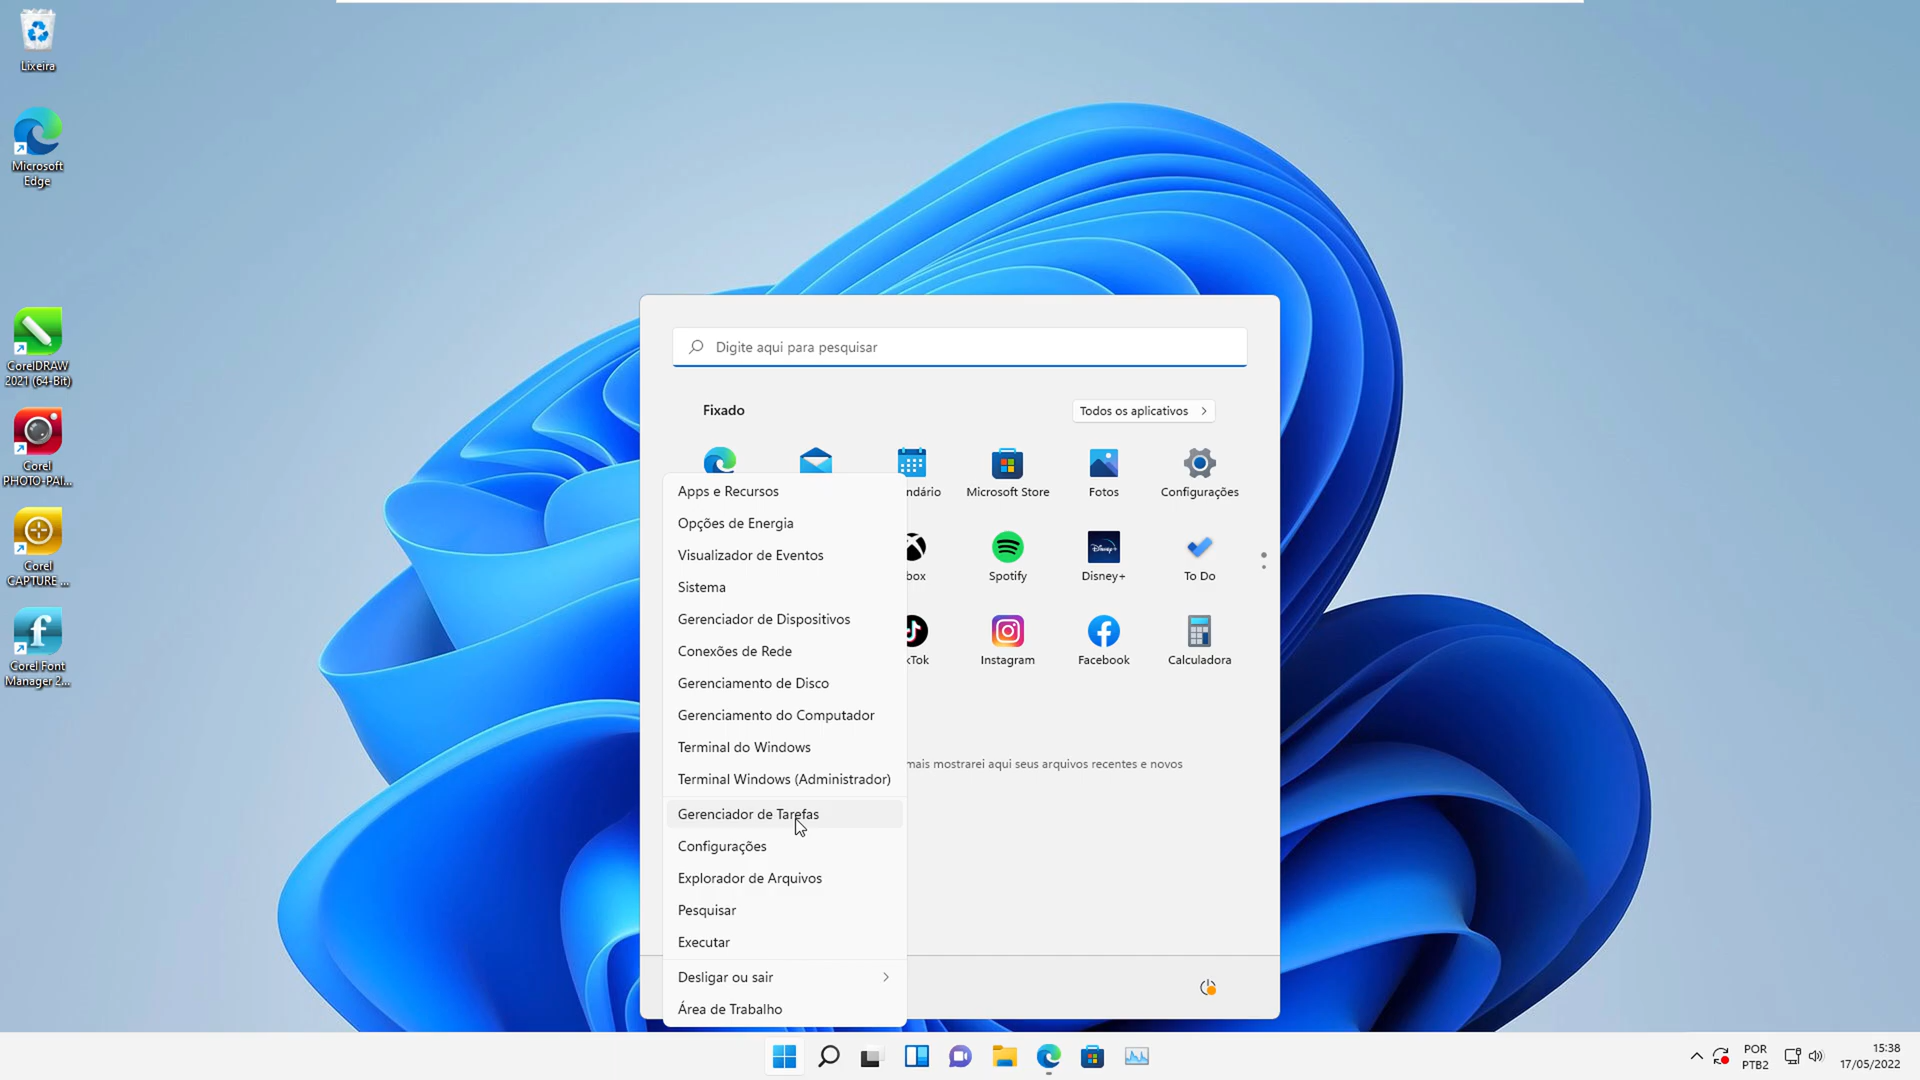 Lixeira
Microsoft
Edge
CorelDRAW
2021 (64-Bit)
Corel
PHOTO-PAI...
Corel
CAPTURE ...
Corel Font
Manager 2...
Digite aqui para pesquisar
Fixado
Todos os aplicativos
ndário
Microsoft Store
Fotos
Configurações
box
Spotify
Disney+
To Do
kTok
Instagram
Facebook
Calculadora
mais mostrarei aqui seus arquivos recentes e novos
Apps e Recursos
Opções de Energia
Visualizador de Eventos
Sistema
Gerenciador de Dispositivos
Conexões de Rede
Gerenciamento de Disco
Gerenciamento do Computador
Terminal do Windows
Terminal Windows (Administrador)
Gerenciador de Tarefas
Configurações
Explorador de Arquivos
Pesquisar
Executar
Desligar ou sair
Área de Trabalho
POR
PTB2
15:38
17/05/2022